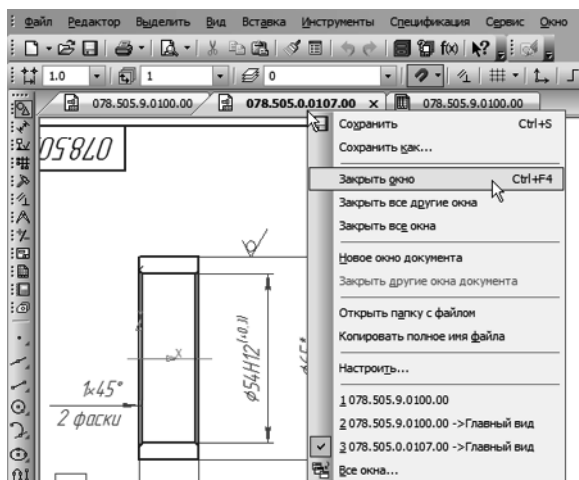 Файл Редактор Выделить Вид Вставка Инструменты Спецификация Сервис Окно
f(x)
1.0 1 0
078.505.9.0100.00 078.505.0.0107.00 × 078.505.9.0100.00
Сохранить Ctrl+S
Сохранить как...
Закрыть окно Ctrl+F4
Закрыть все другие окна
Закрыть все окна
Новое окно документа
Закрыть другие окна документа
Открыть папку с файлом
Копировать полное имя файла
Настроить...
1 078.505.9.0100.00
2 078.505.9.0100.00 ->Главный вид
3 078.505.0.0107.00 ->Главный вид
Все окна...
07850
X
ø54H12(+0,3)
1x45°
2 фаски